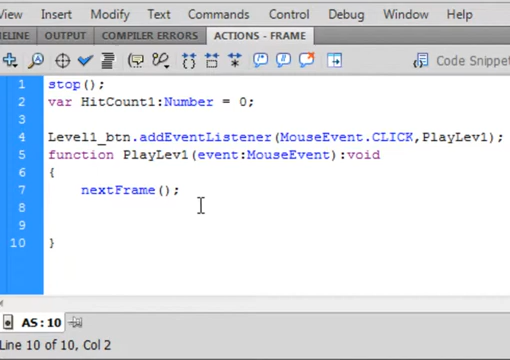 View Insert Modify Text Commands Control Debug Window Help
OUTPUT COMPILER ERRORS ACTIONS - FRAME
Code Snippet
1 stop();
2 var HitCount1:Number = 0;
3
4 Level1_btn.addEventListener(MouseEvent.CLICK,PlayLev1);
5 function PlayLev1(event:MouseEvent):void
6 {
7 nextFrame();
8
9
10 }
AS:10
Line 10 of 10, Col 2